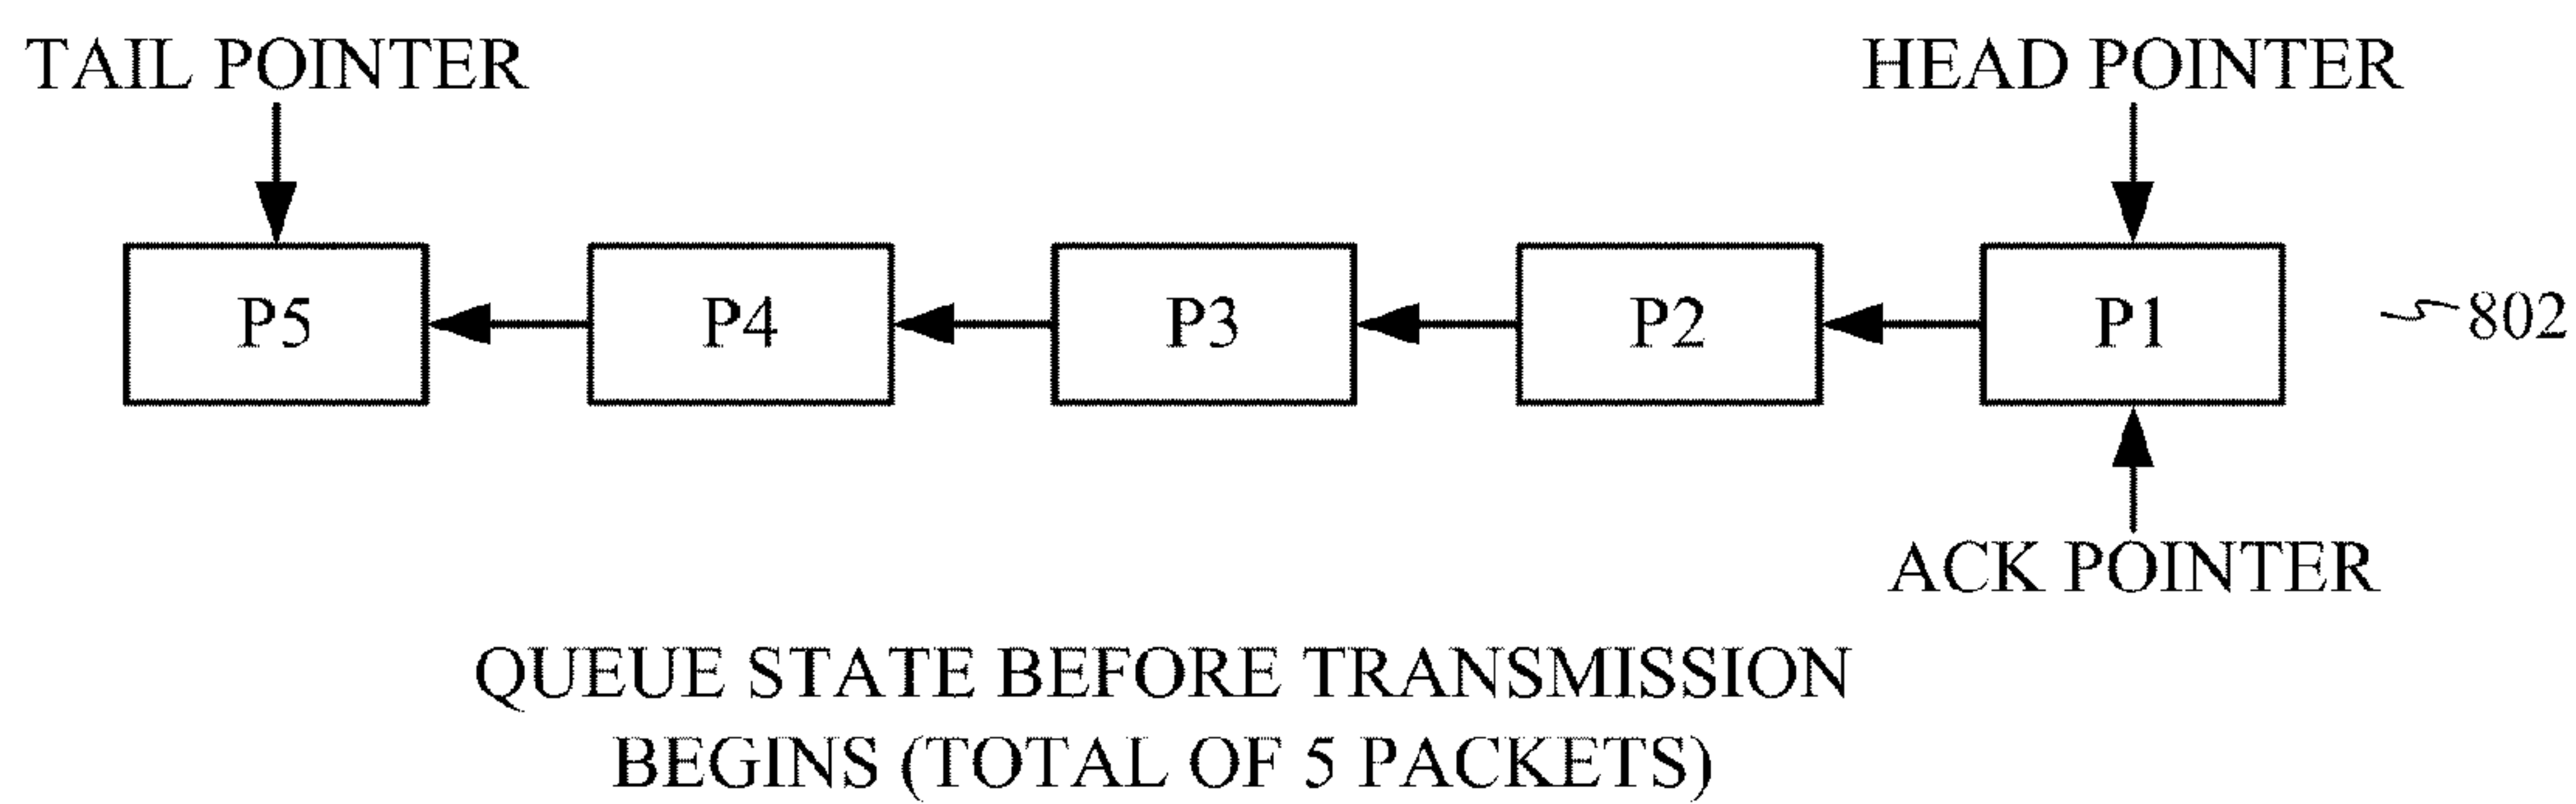 TAIL POINTER
HEAD POINTER
P5
P4
P3
P2
P1
802
ACK POINTER
QUEUE STATE BEFORE TRANSMISSION
BEGINS (TOTAL OF 5 PACKETS)